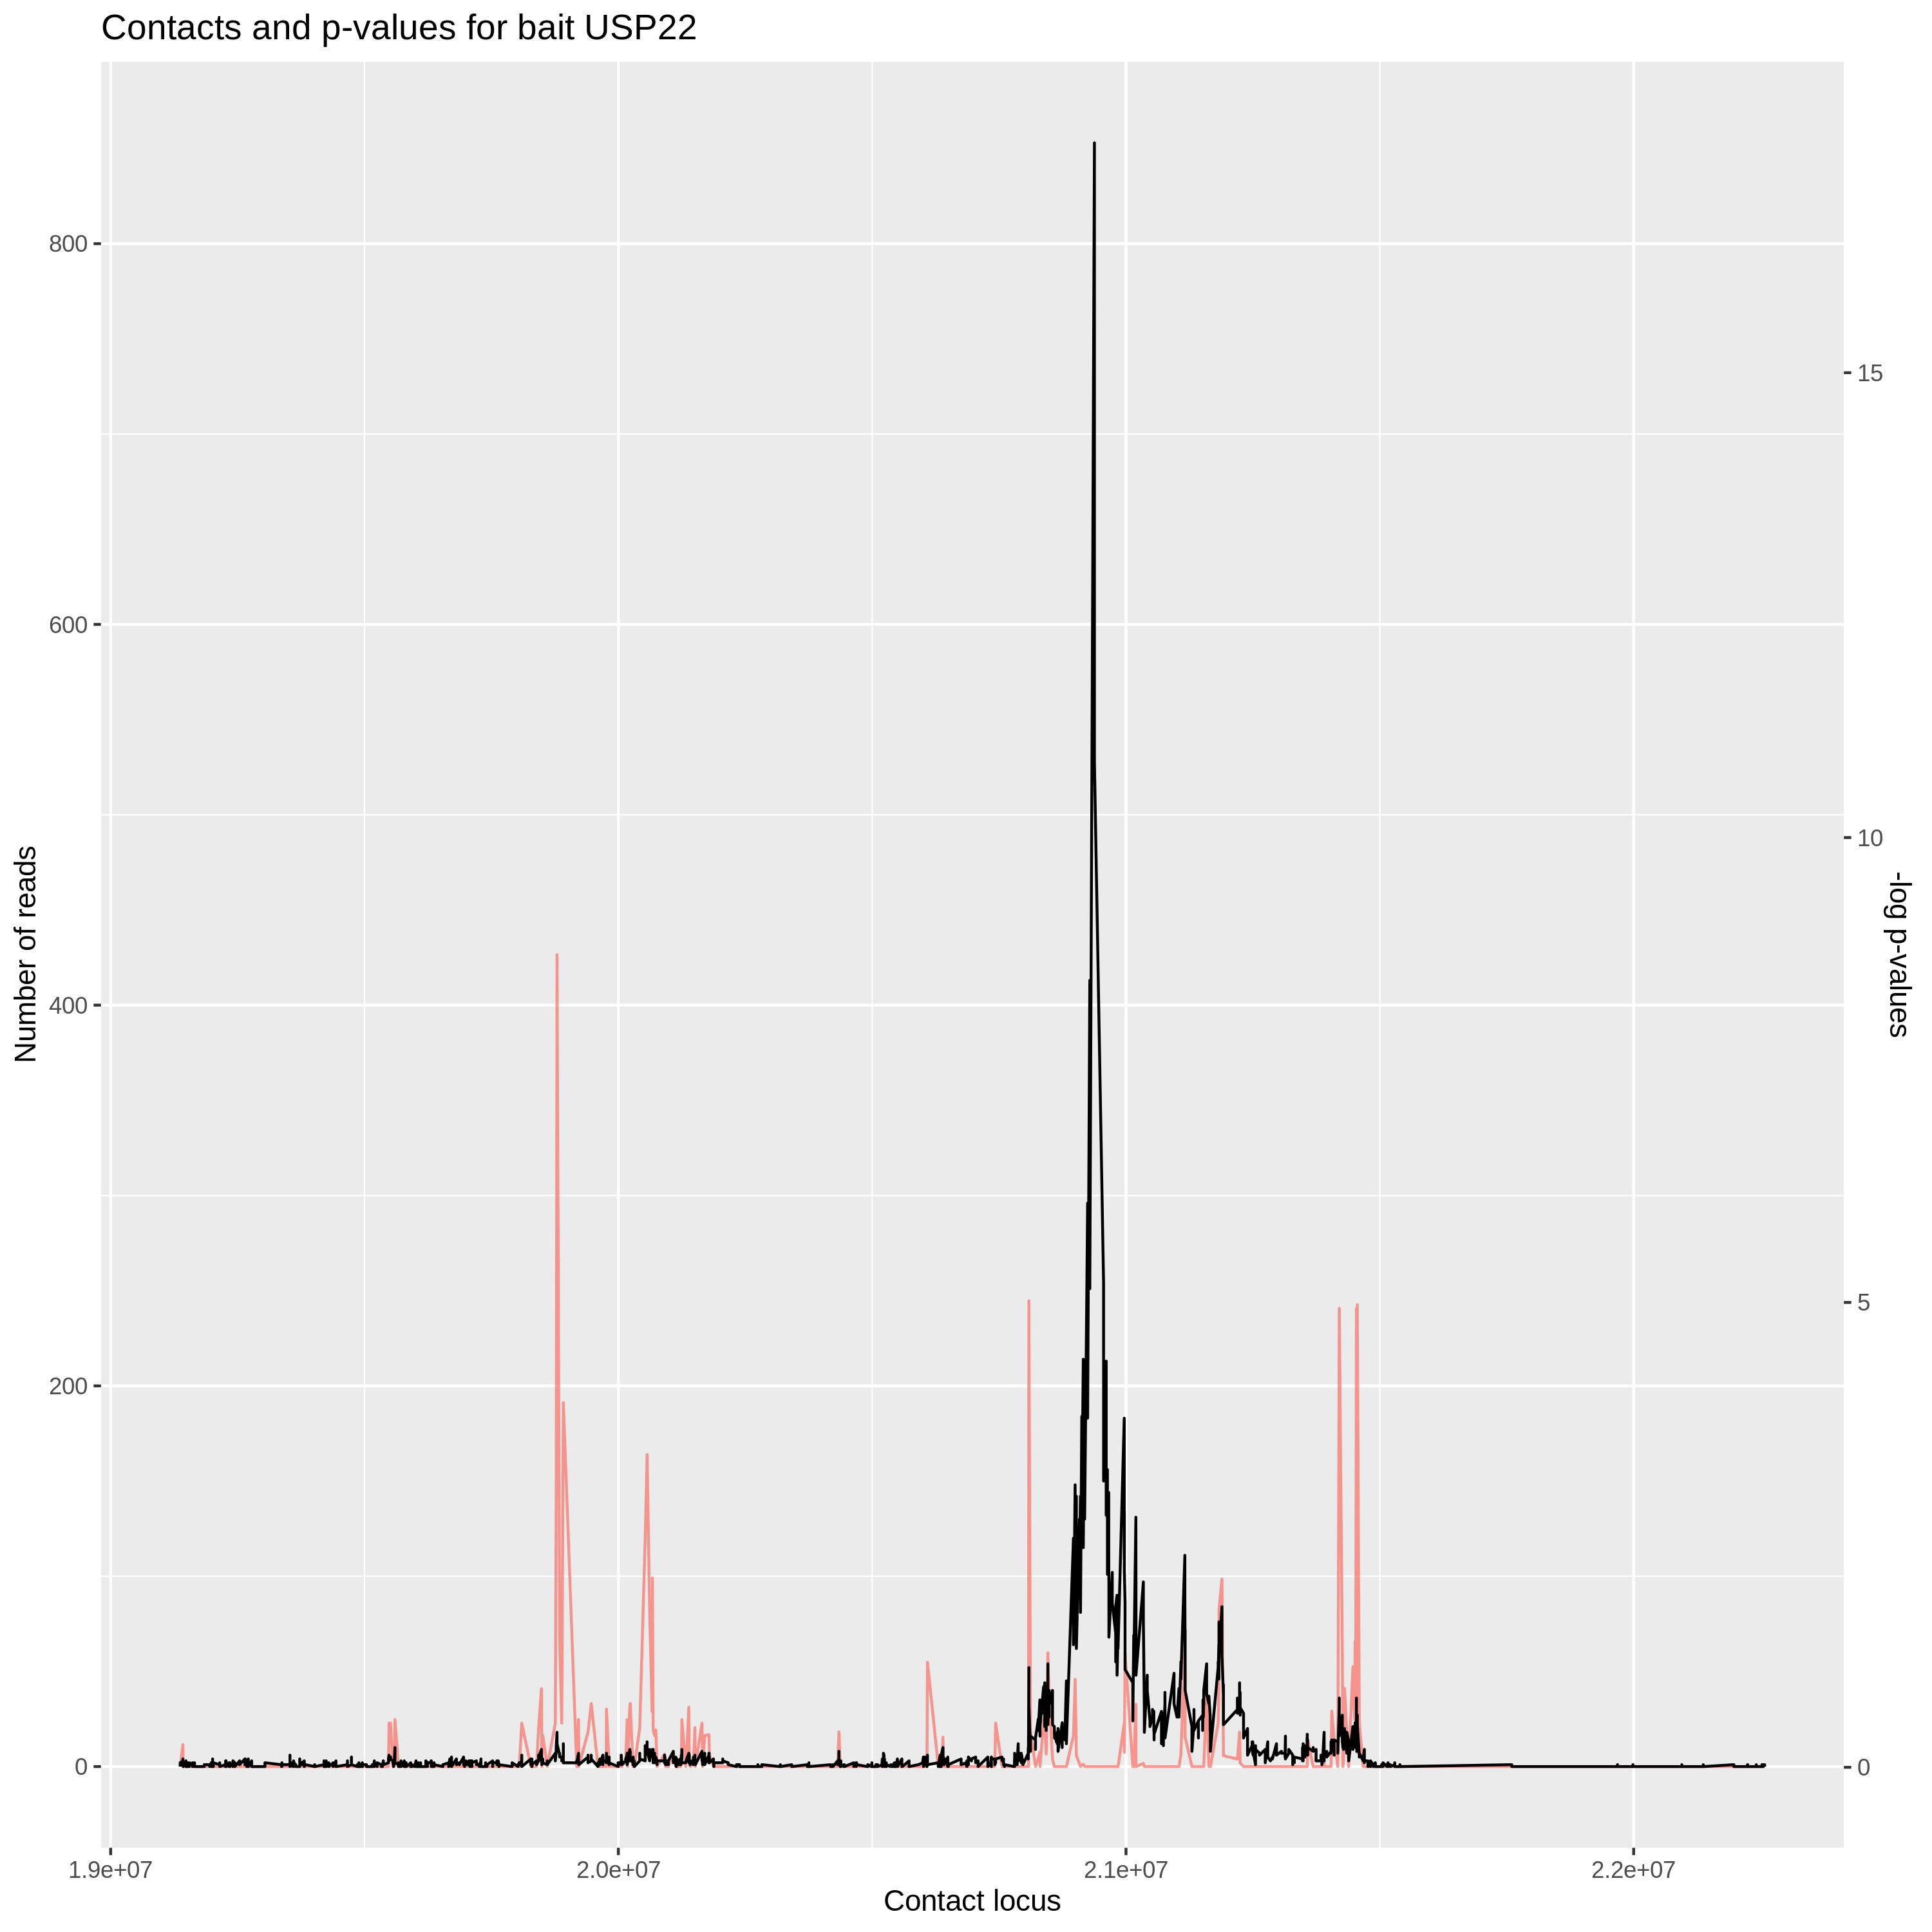 Contacts and p-values for bait USP22
800
600
400
200
0
Number of reads
15
10
5
0
-log p-values
1.9e+07
2.0e+07
2.1e+07
2.2e+07
Contact locus